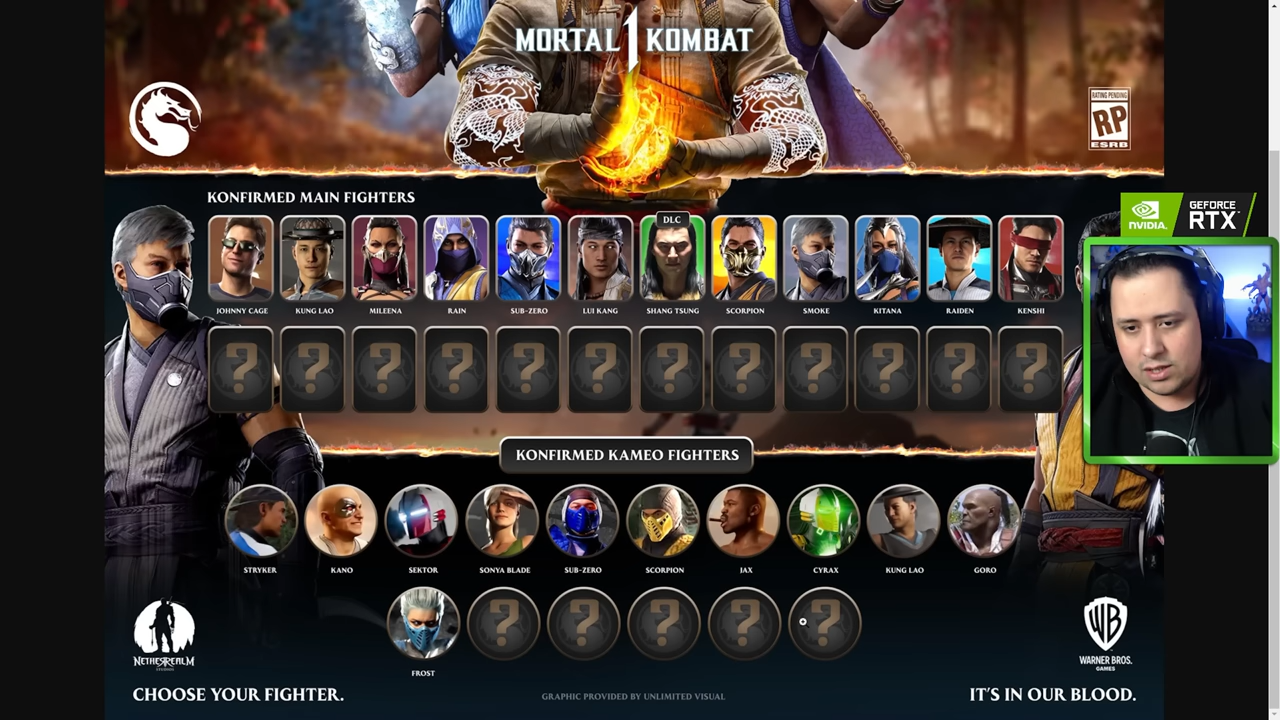 MORTAL 1 KOMBAT
RATING PENDING
RP
ESRB
KONFIRMED MAIN FIGHTERS
NVIDIA.
GEFORCE
RTX
DLC
JOHNNY CAGE
KUNG LAO
MILEENA
RAIN
SUB-ZERO
LUI KANG
SHANG TSUNG
SCORPION
SMOKE
KITANA
RAIDEN
KENSHI
? ? ? ? ? ? ? ? ? ? ? ?
KONFIRMED KAMEO FIGHTERS
STRYKER
KANO
SEKTOR
SONYA BLADE
SUB-ZERO
SCORPION
JAX
CYRAX
KUNG LAO
GORO
? ? ? ? ?
FROST
NETHERREALM
STUDIOS
WB
WARNER BROS.
GAMES
CHOOSE YOUR FIGHTER.
GRAPHIC PROVIDED BY UNLIMITED VISUAL
IT'S IN OUR BLOOD.